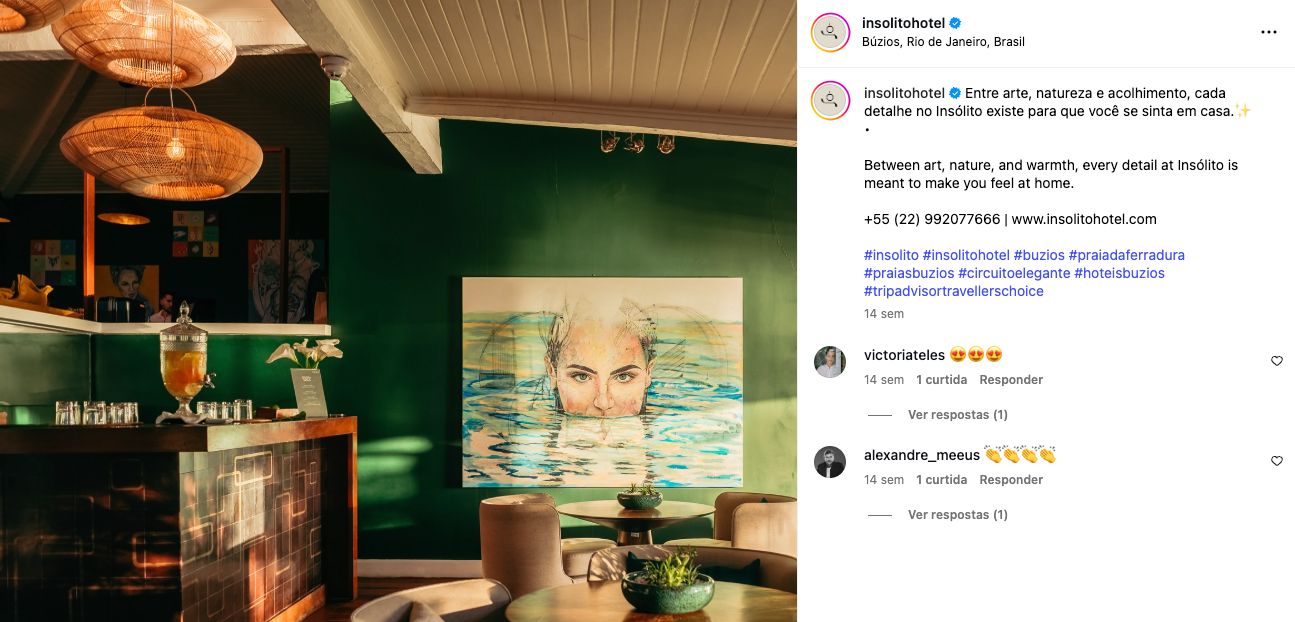 insolitohotel
Búzios, Rio de Janeiro, Brasil
insolitohotel Entre arte, natureza e acolhimento, cada
detalhe no Insólito existe para que você se sinta em casa.✨
•
Between art, nature, and warmth, every detail at Insólito is
meant to make you feel at home.
+55 (22) 992077666 | www.insolitohotel.com
#insolito #insolitohotel #buzios #praiadaferradura
#praiasbuzios #circuitoelegante #hoteisbuzios
#tripadvisortravellerschoice
14 sem
victoriateles 😍😍😍
14 sem 1 curtida Responder
Ver respostas (1)
alexandre_meeus 👏👏👏👏
14 sem 1 curtida Responder
Ver respostas (1)